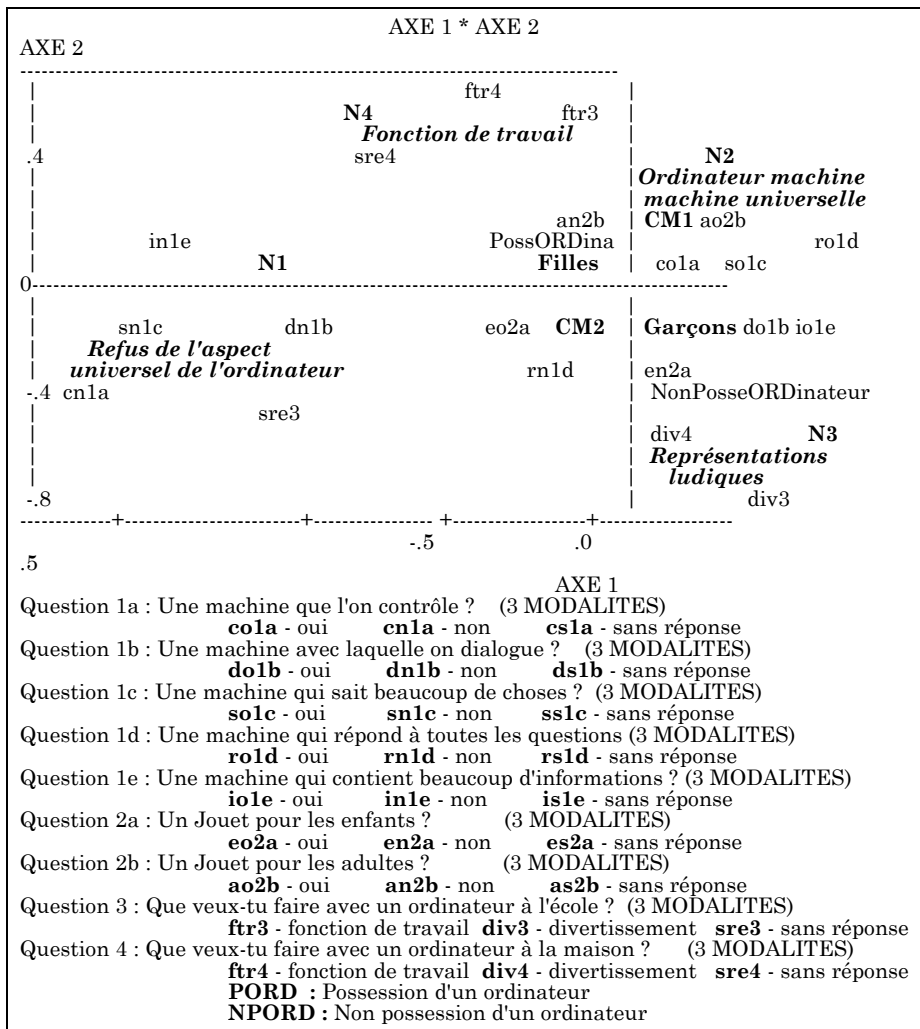 AXE 1 * AXE 2
AXE 2
--------------------------------------------------------------------------------
| ftr4 |
| N4 ftr3 |
| Fonction de travail |
.4 sre4 | N2
| | Ordinateur machine
| | machine universelle
| an2b | CM1 ao2b
| in1e PossORDina | ro1d
| N1 Filles | co1a so1c
0--------------------------------------------------------------------------------
| |
| sn1c dn1b eo2a CM2 | Garçons do1b io1e
| Refus de l'aspect |
| universel de l'ordinateur rn1d | en2a
-.4 cn1a | NonPosseORDinateur
| sre3 |
| | div4 N3
| | Représentations
| | ludiques
-.8 | div3
-------------+--------------------------+----------------- +-------------------+-------------------
-.5 .0
.5
AXE 1
Question 1a : Une machine que l'on contrôle ? (3 MODALITES)
co1a - oui cn1a - non cs1a - sans réponse
Question 1b : Une machine avec laquelle on dialogue ? (3 MODALITES)
do1b - oui dn1b - non ds1b - sans réponse
Question 1c : Une machine qui sait beaucoup de choses ? (3 MODALITES)
so1c - oui sn1c - non ss1c - sans réponse
Question 1d : Une machine qui répond à toutes les questions (3 MODALITES)
ro1d - oui rn1d - non rs1d - sans réponse
Question 1e : Une machine qui contient beaucoup d'informations ? (3 MODALITES)
io1e - oui in1e - non is1e - sans réponse
Question 2a : Un Jouet pour les enfants ? (3 MODALITES)
eo2a - oui en2a - non es2a - sans réponse
Question 2b : Un Jouet pour les adultes ? (3 MODALITES)
ao2b - oui an2b - non as2b - sans réponse
Question 3 : Que veux-tu faire avec un ordinateur à l'école ? (3 MODALITES)
ftr3 - fonction de travail div3 - divertissement sre3 - sans réponse
Question 4 : Que veux-tu faire avec un ordinateur à la maison ? (3 MODALITES)
ftr4 - fonction de travail div4 - divertissement sre4 - sans réponse
PORD : Possession d'un ordinateur
NPORD : Non possession d'un ordinateur